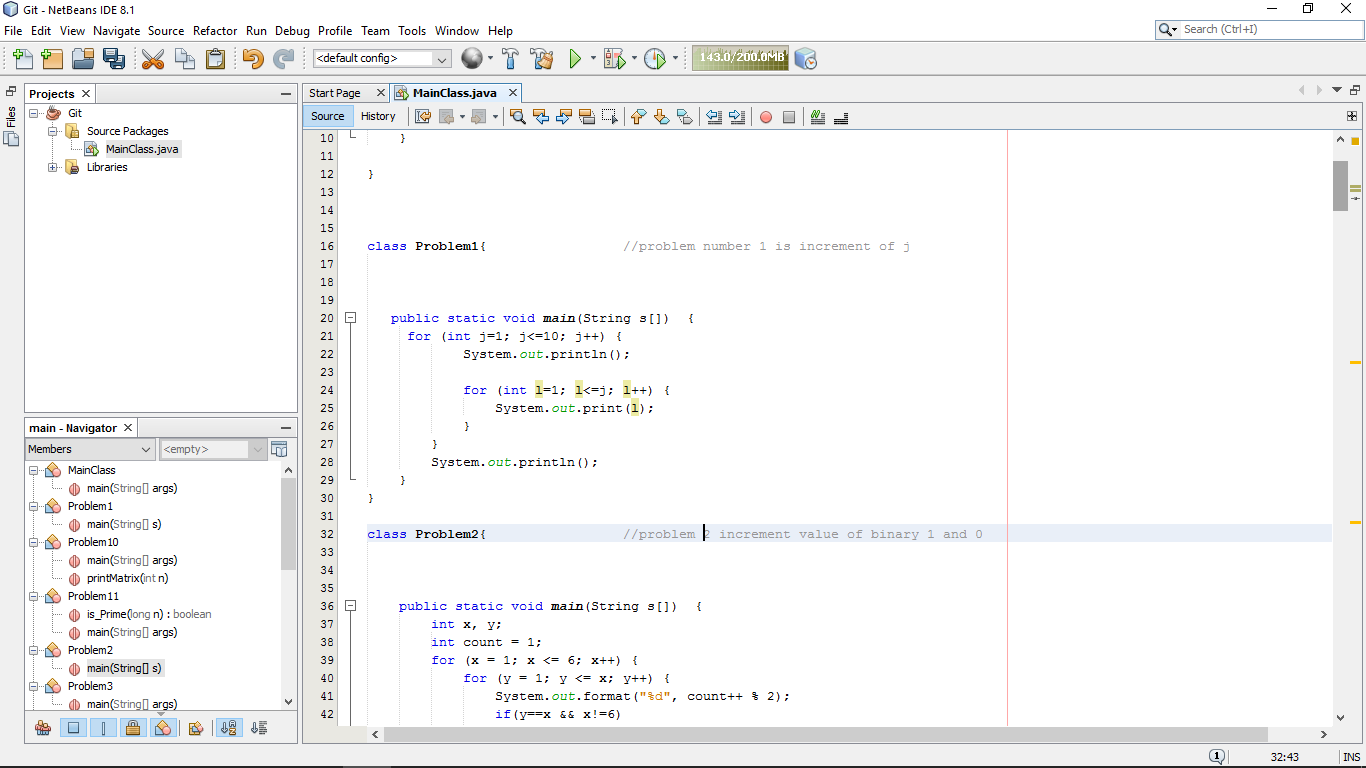 Git - NetBeans IDE 8.1
File Edit View Navigate Source Refactor Run Debug Profile Team Tools Window Help
Search (Ctrl+I)
<default config>
143.0/200.0MB
Files
Projects
Git
Source Packages
MainClass.java
Libraries
main - Navigator
Members
<empty>
MainClass
main(String[] args)
Problem1
main(String[] s)
Problem10
main(String[] args)
printMatrix(int n)
Problem11
is_Prime(long n) : boolean
main(String[] args)
Problem2
main(String[] s)
Problem3
main(String[] args)
Start Page
MainClass.java
Source History
10 }
11
12 }
13
14
15
16 class Problem1{ //problem number 1 is increment of j
17
18
19
20 public static void main(String s[]) {
21 for (int j=1; j<=10; j++) {
22 System.out.println();
23
24 for (int l=1; l<=j; l++) {
25 System.out.print(l);
26 }
27 }
28 System.out.println();
29 }
30 }
31
32 class Problem2{ //problem 2 increment value of binary 1 and 0
33
34
35
36 public static void main(String s[]) {
37 int x, y;
38 int count = 1;
39 for (x = 1; x <= 6; x++) {
40 for (y = 1; y <= x; y++) {
41 System.out.format("%d", count++ % 2);
42 if(y==x && x!=6)
1
32:43
INS